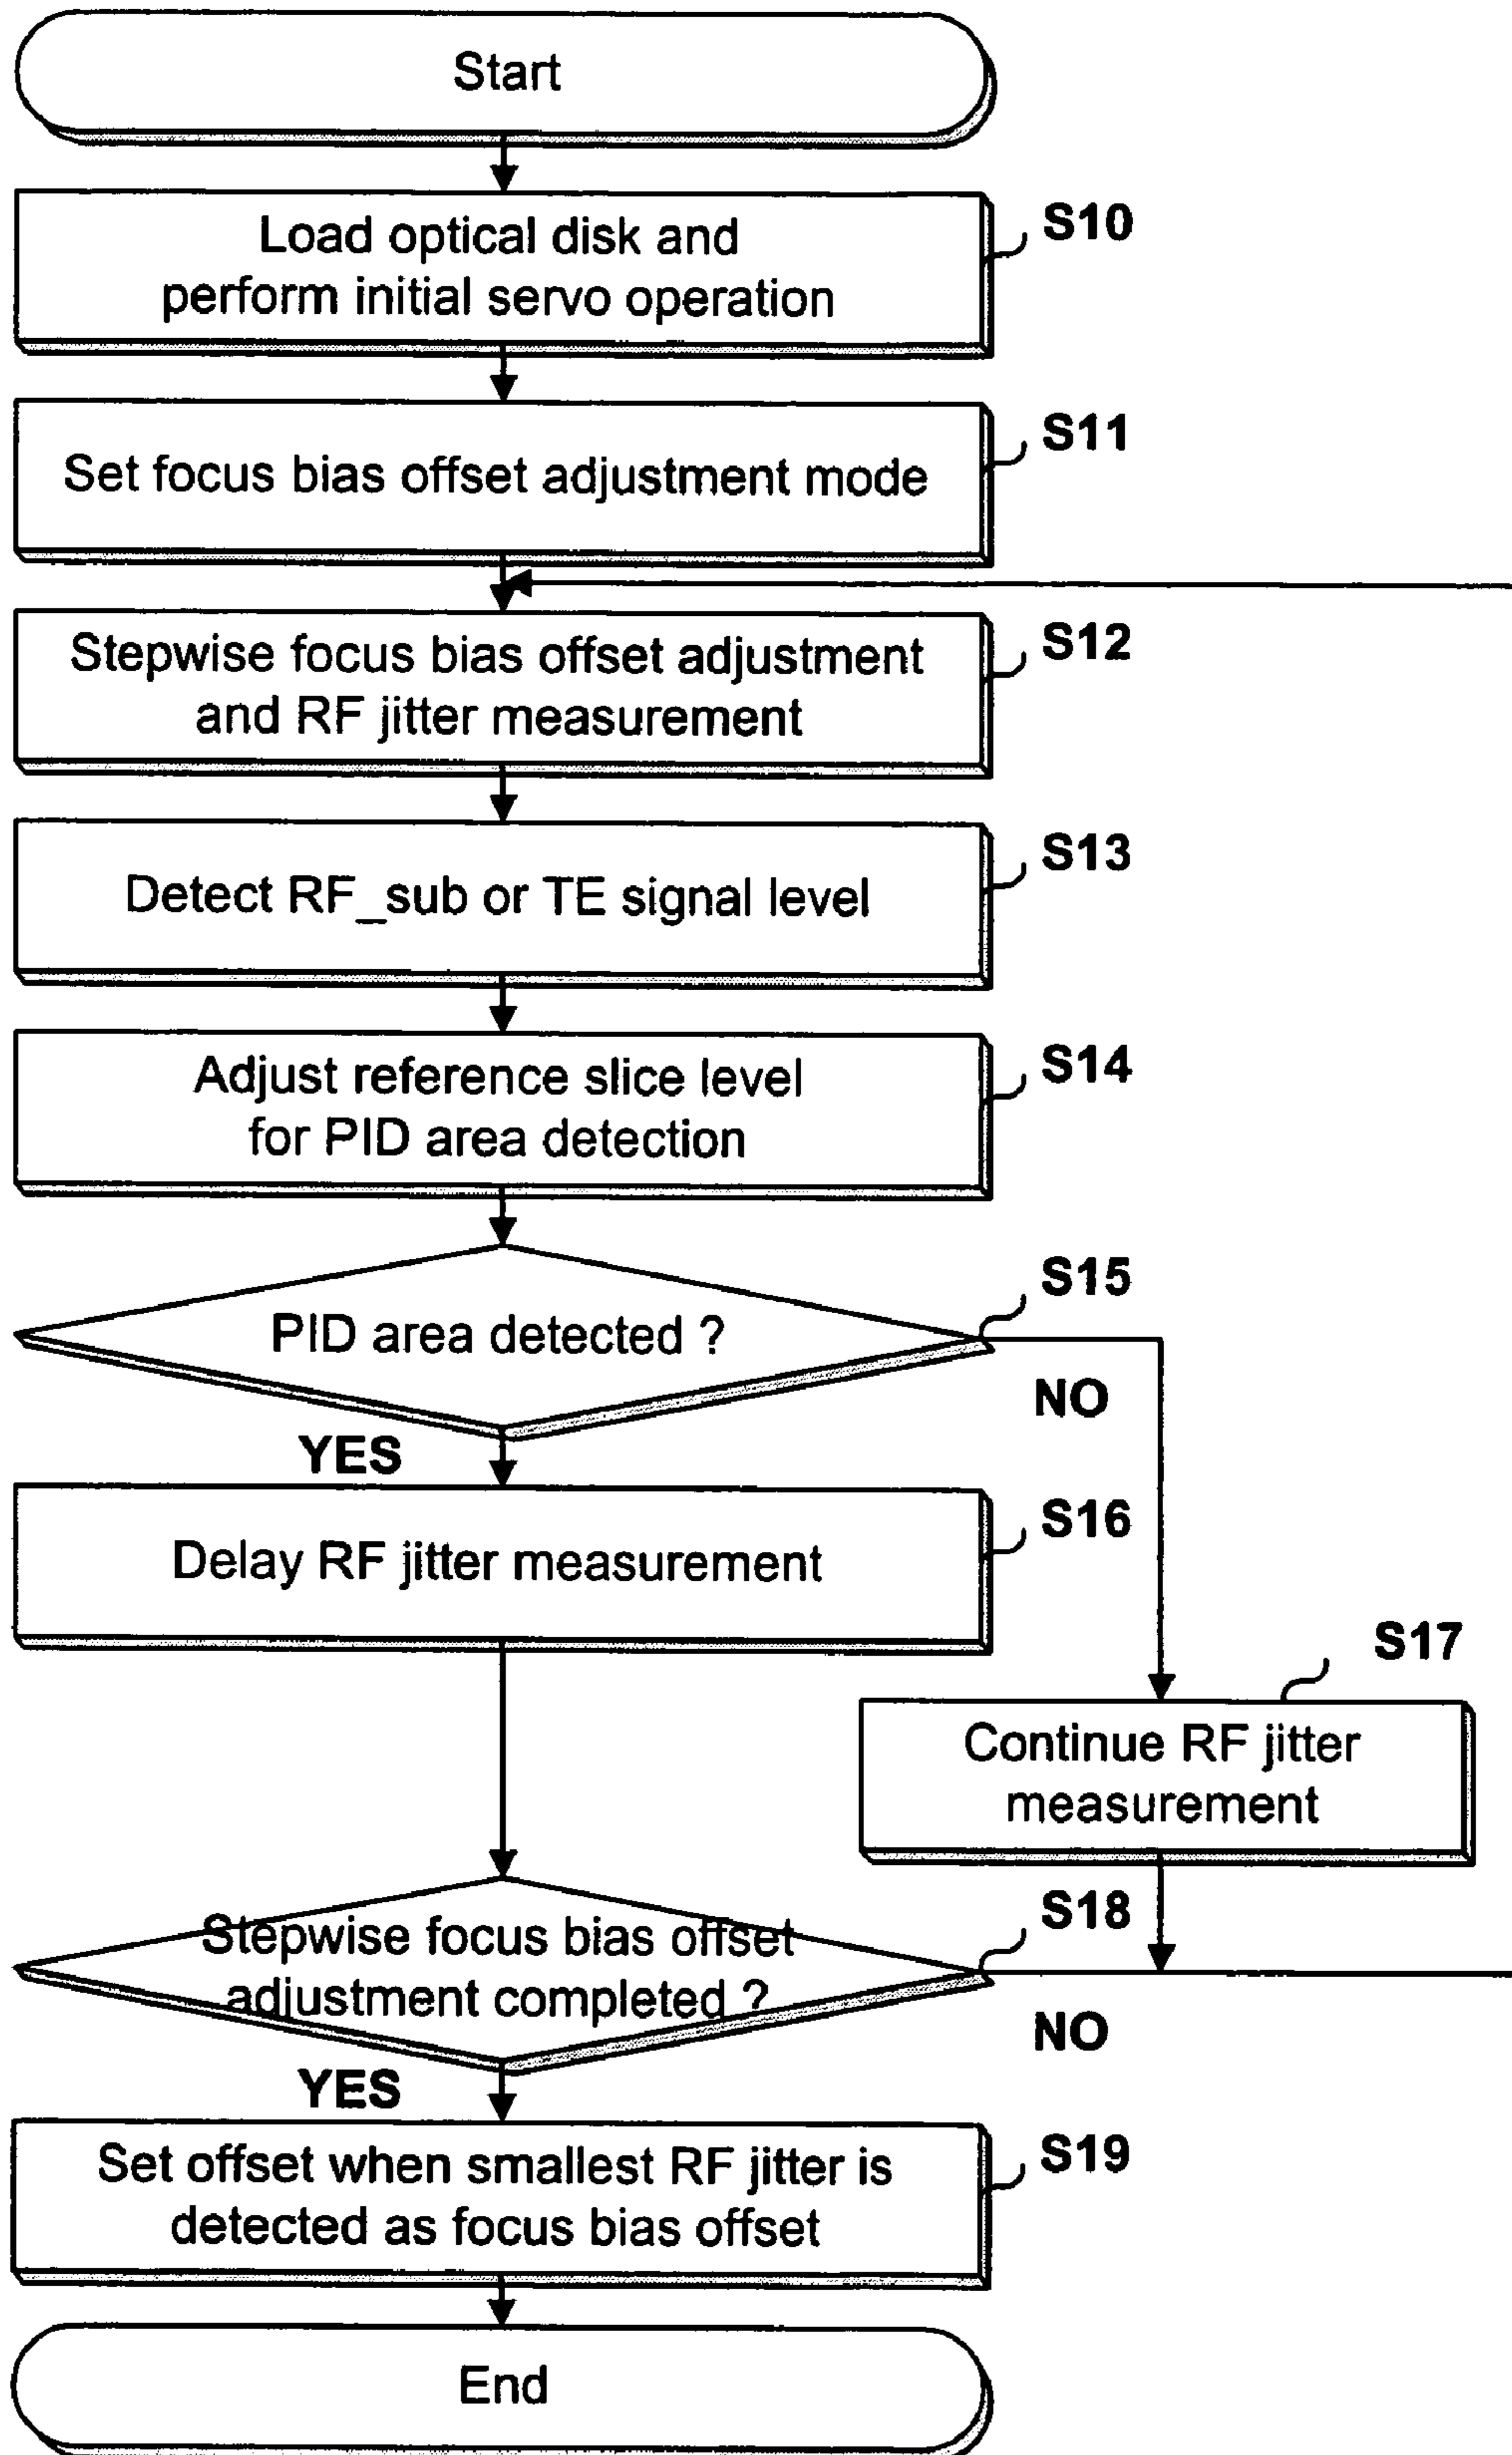 Start
Load optical disk and
perform initial servo operation
S10
Set focus bias offset adjustment mode
S11
Stepwise focus bias offset adjustment
and RF jitter measurement
S12
Detect RF_sub or TE signal level
S13
Adjust reference slice level
for PID area detection
S14
PID area detected ?
S15
NO
YES
Delay RF jitter measurement
S16
S17
Continue RF jitter
measurement
Stepwise focus bias offset
adjustment completed ?
S18
NO
YES
Set offset when smallest RF jitter is
detected as focus bias offset
S19
End